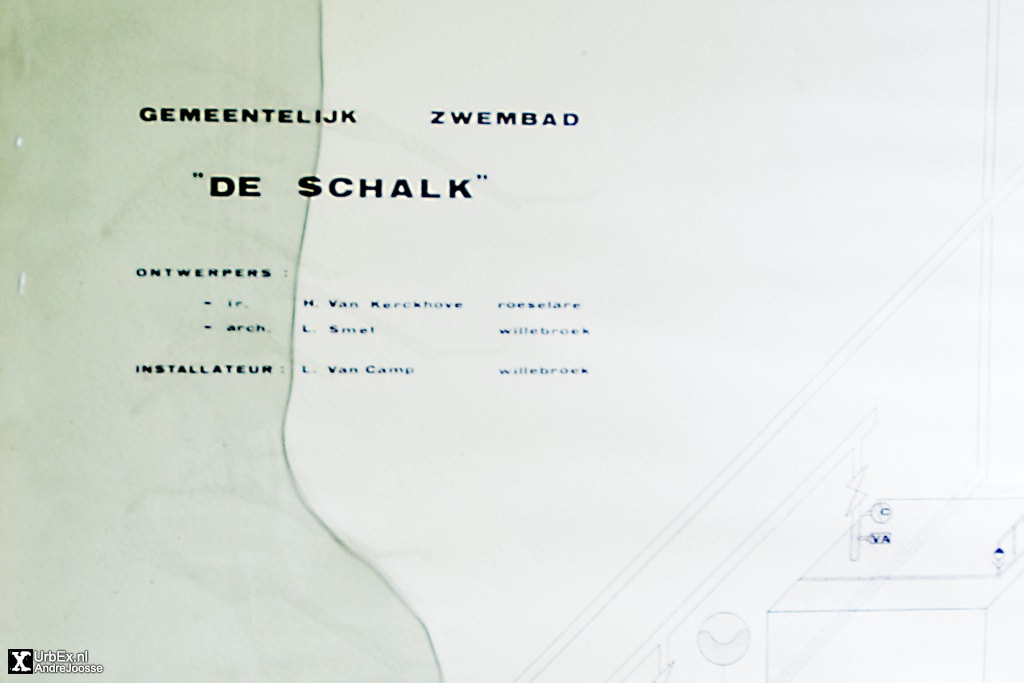 GEMEENTELIJK ZWEMBAD
"DE SCHALK"
ONTWERPERS :
- ir. H. Van Kerckhove roeselare
- arch. L. Smet willebroek
INSTALLATEUR : L. Van Camp willebroek
C
VA
UrbEx.nl
AndreJoosse